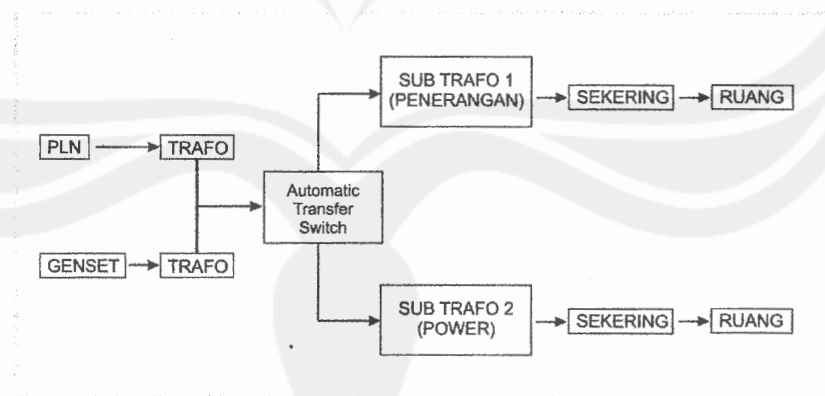 SUB TRAFO 1
(PENERANGAN)
SEKERING
RUANG
PLN
TRAFO
Automatic
Transfer
Switch
GENSET
TRAFO
SUB TRAFO 2
(POWER)
SEKERING
RUANG